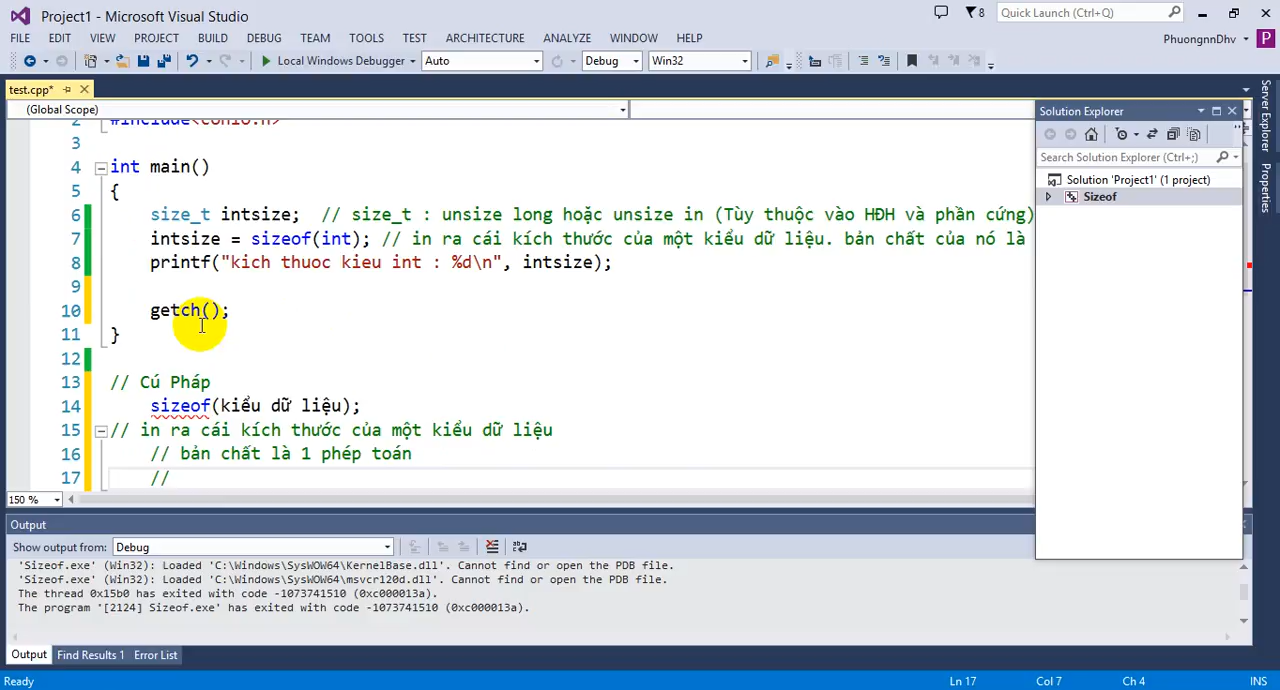 Project1 - Microsoft Visual Studio
8
Quick Launch (Ctrl+Q)
FILE EDIT VIEW PROJECT BUILD DEBUG TEAM TOOLS TEST ARCHITECTURE ANALYZE WINDOW HELP
PhuongnnDhv P
Local Windows Debugger Auto Debug Win32
test.cpp*
(Global Scope)
Solution Explorer
Server Explorer
Properties
Search Solution Explorer (Ctrl+;)
Solution 'Project1' (1 project)
Sizeof
2 #include<conio.h>
3
4 int main()
5 {
6 size_t intsize; // size_t : unsize long hoặc unsize in (Tùy thuộc vào HĐH và phần cứng)
7 intsize = sizeof(int); // in ra cái kích thước của một kiểu dữ liệu. bản chất của nó là
8 printf("kich thuoc kieu int : %d\n", intsize);
9
10 getch();
11 }
12
13 // Cú Pháp
14 sizeof(kiểu dữ liệu);
15 // in ra cái kích thước của một kiểu dữ liệu
16 // bản chất là 1 phép toán
17 //
150 %
Output
Show output from: Debug
'Sizeof.exe' (Win32): Loaded 'C:\Windows\SysWOW64\KernelBase.dll'. Cannot find or open the PDB file.
'Sizeof.exe' (Win32): Loaded 'C:\Windows\SysWOW64\msvcr120d.dll'. Cannot find or open the PDB file.
The thread 0x15b0 has exited with code -1073741510 (0xc000013a).
The program '[2124] Sizeof.exe' has exited with code -1073741510 (0xc000013a).
Output Find Results 1 Error List
Ready Ln 17 Col 7 Ch 4 INS